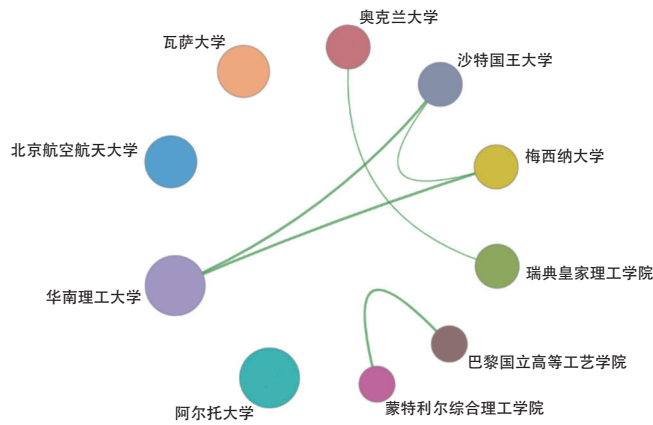 奥克兰大学
瓦萨大学
沙特国王大学
北京航空航天大学
梅西纳大学
瑞典皇家理工学院
华南理工大学
巴黎国立高等工艺学院
阿尔托大学
蒙特利尔综合理工学院